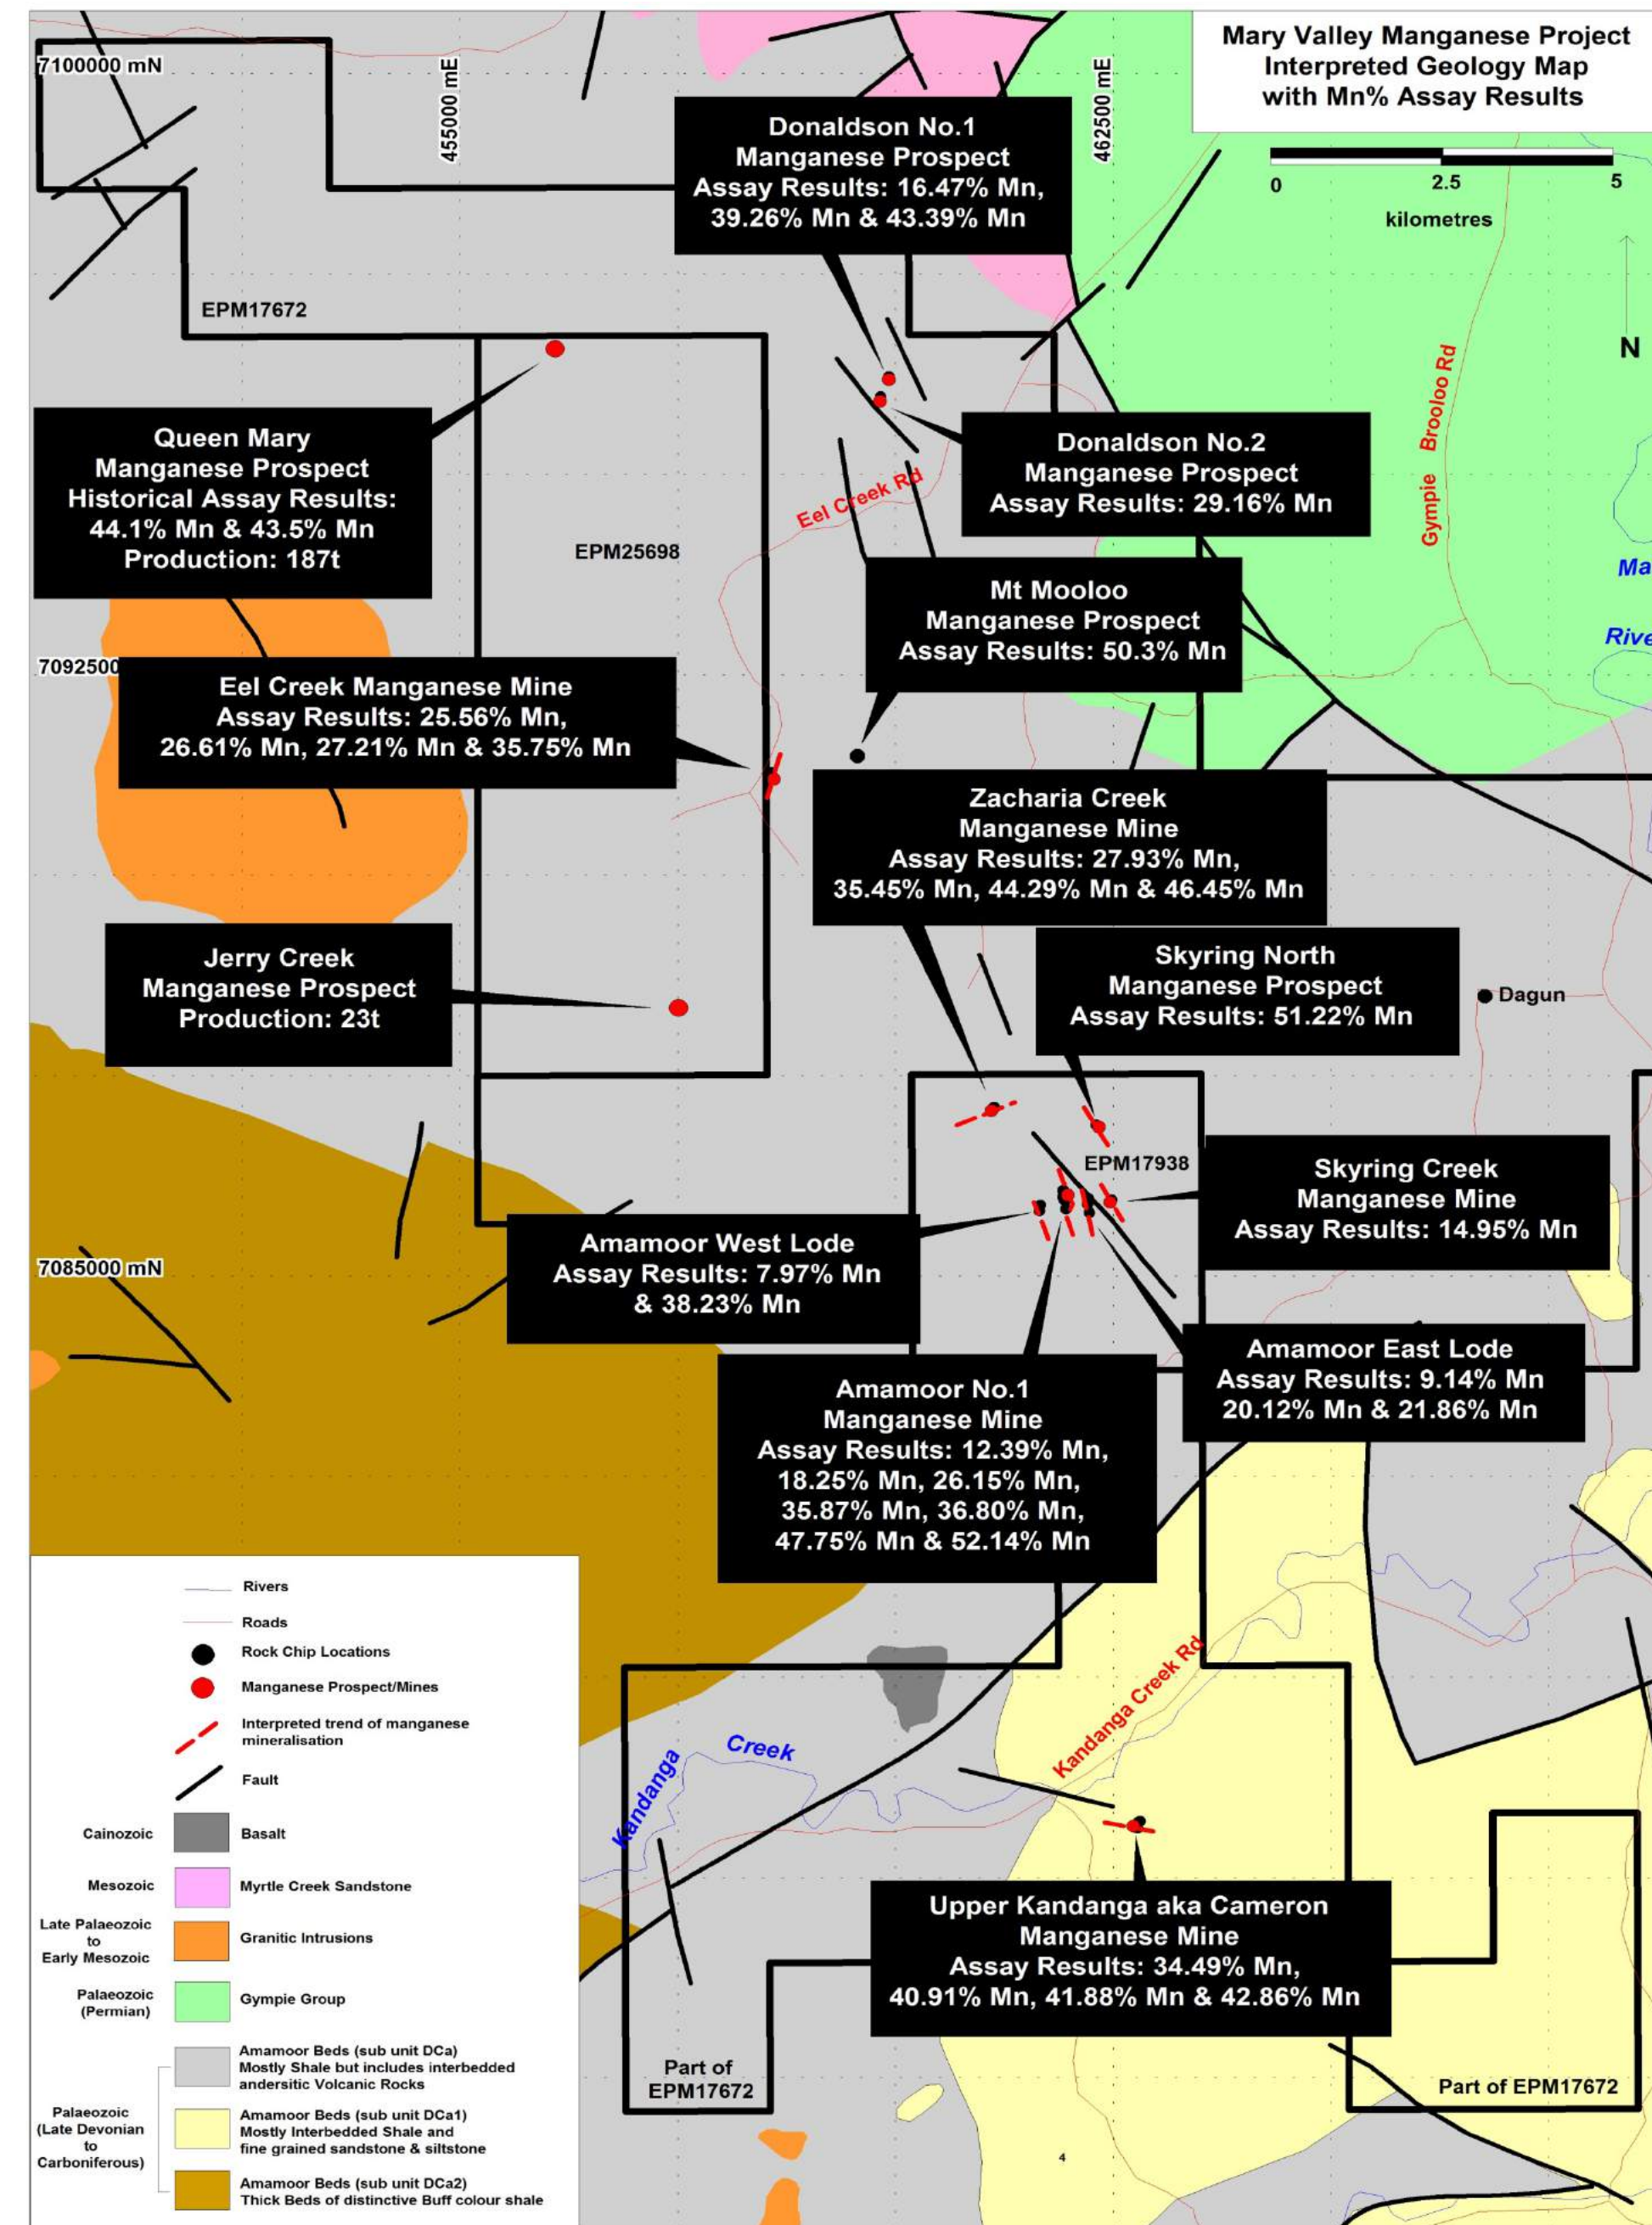 Mary Valley Manganese Project
Interpreted Geology Map
with Mn% Assay Results
0
2.5
5
kilometres
N
7100000 mN
455000 mE
462500 mE
Donaldson No.1
Manganese Prospect
Assay Results: 16.47% Mn,
39.26% Mn & 43.39% Mn
EPM17672
Queen Mary
Manganese Prospect
Historical Assay Results:
44.1% Mn & 43.5% Mn
Production: 187t
Donaldson No.2
Manganese Prospect
Assay Results: 29.16% Mn
Gympie Brooloo Rd
Eel Creek Rd
EPM25698
Ma
Rive
Mt Mooloo
Manganese Prospect
Assay Results: 50.3% Mn
7092500
Eel Creek Manganese Mine
Assay Results: 25.56% Mn,
26.61% Mn, 27.21% Mn & 35.75% Mn
Zacharia Creek
Manganese Mine
Assay Results: 27.93% Mn,
35.45% Mn, 44.29% Mn & 46.45% Mn
Jerry Creek
Manganese Prospect
Production: 23t
Skyring North
Manganese Prospect
Assay Results: 51.22% Mn
Dagun
EPM17938
Skyring Creek
Manganese Mine
Assay Results: 14.95% Mn
7085000 mN
Amamoor West Lode
Assay Results: 7.97% Mn
& 38.23% Mn
Amamoor East Lode
Assay Results: 9.14% Mn
20.12% Mn & 21.86% Mn
Amamoor No.1
Manganese Mine
Assay Results: 12.39% Mn,
18.25% Mn, 26.15% Mn,
35.87% Mn, 36.80% Mn,
47.75% Mn & 52.14% Mn
Kandanga Creek
Kandanga Creek Rd
Upper Kandanga aka Cameron
Manganese Mine
Assay Results: 34.49% Mn,
40.91% Mn, 41.88% Mn & 42.86% Mn
Part of
EPM17672
Part of EPM17672
4
Rivers
Roads
Rock Chip Locations
Manganese Prospect/Mines
Interpreted trend of manganese
mineralisation
Fault
Cainozoic
Basalt
Mesozoic
Myrtle Creek Sandstone
Late Palaeozoic
to
Early Mesozoic
Granitic Intrusions
Palaeozoic
(Permian)
Gympie Group
Amamoor Beds (sub unit DCa)
Mostly Shale but includes interbedded
andersitic Volcanic Rocks
Palaeozoic
(Late Devonian
to
Carboniferous)
Amamoor Beds (sub unit DCa1)
Mostly Interbedded Shale and
fine grained sandstone & siltstone
Amamoor Beds (sub unit DCa2)
Thick Beds of distinctive Buff colour shale